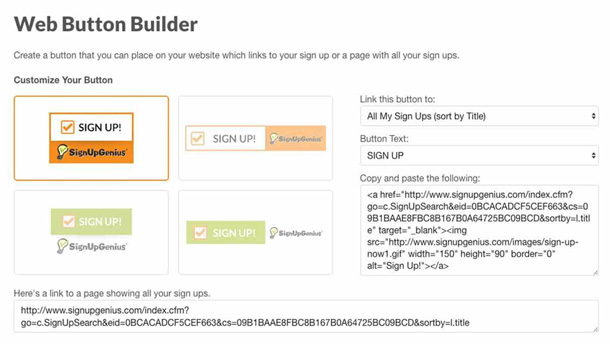 Web Button Builder
Create a button that you can place on your website which links to your sign up or a page with all your sign ups.
Customize Your Button
SIGN UP!
SignUpGenius
SIGN UP!
SignUpGenius
SIGN UP!
SignUpGenius
SIGN UP!
SignUpGenius
Link this button to:
All My Sign Ups (sort by Title)
Button Text:
SIGN UP
Copy and paste the following:
<a href="http://www.signupgenius.com/index.cfm?
go=c.SignUpSearch&eid=0BCACADCF5CEF663&cs=
09B1BAAE8FBC8B167B0A64725BC09BCD&sortby=l.titl
e" target="_blank"><img
src="http://www.signupgenius.com/images/sign-up-
now1.gif" width="150" height="90" border="0"
alt="Sign Up!"></a>
Here's a link to a page showing all your sign ups.
http://www.signupgenius.com/index.cfm?
go=c.SignUpSearch&eid=0BCACADCF5CEF663&cs=09B1BAAE8FBC8B167B0A64725BC09BCD&sortby=l.title